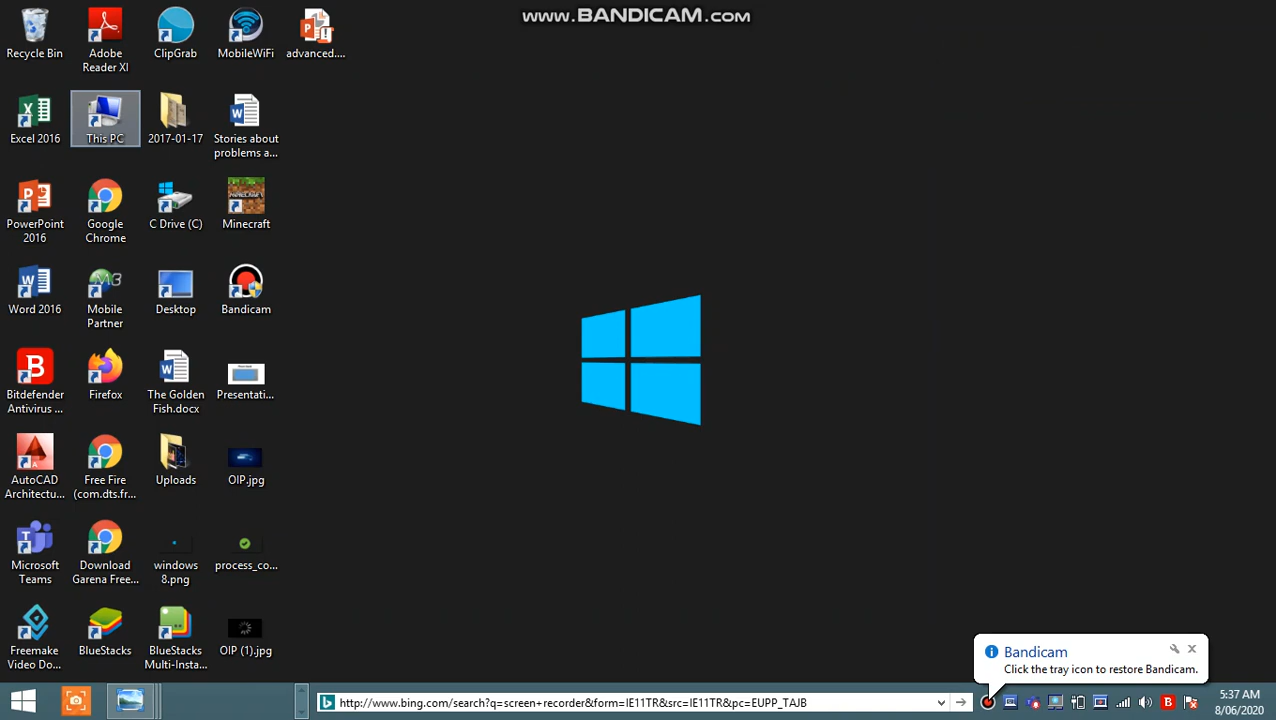 www.BANDICAM.com
Recycle Bin
Adobe
Reader XI
ClipGrab
MobileWiFi
advanced....
Excel 2016
This PC
2017-01-17
Stories about
problems a...
PowerPoint
2016
Google
Chrome
C Drive (C)
Minecraft
MINECRAFT
Word 2016
Mobile
Partner
Desktop
Bandicam
Bitdefender
Antivirus ...
Firefox
The Golden
Fish.docx
Presentati...
AutoCAD
Architectu...
Free Fire
(com.dts.fr...
Uploads
OIP.jpg
Microsoft
Teams
Download
Garena Free...
windows
8.png
process_co...
Freemake
Video Do...
BlueStacks
BlueStacks
Multi-Insta...
OIP (1).jpg
Bandicam
Click the tray icon to restore Bandicam.
http://www.bing.com/search?q=screen+recorder&form=IE11TR&src=IE11TR&pc=EUPP_TAJB
5:37 AM
8/06/2020